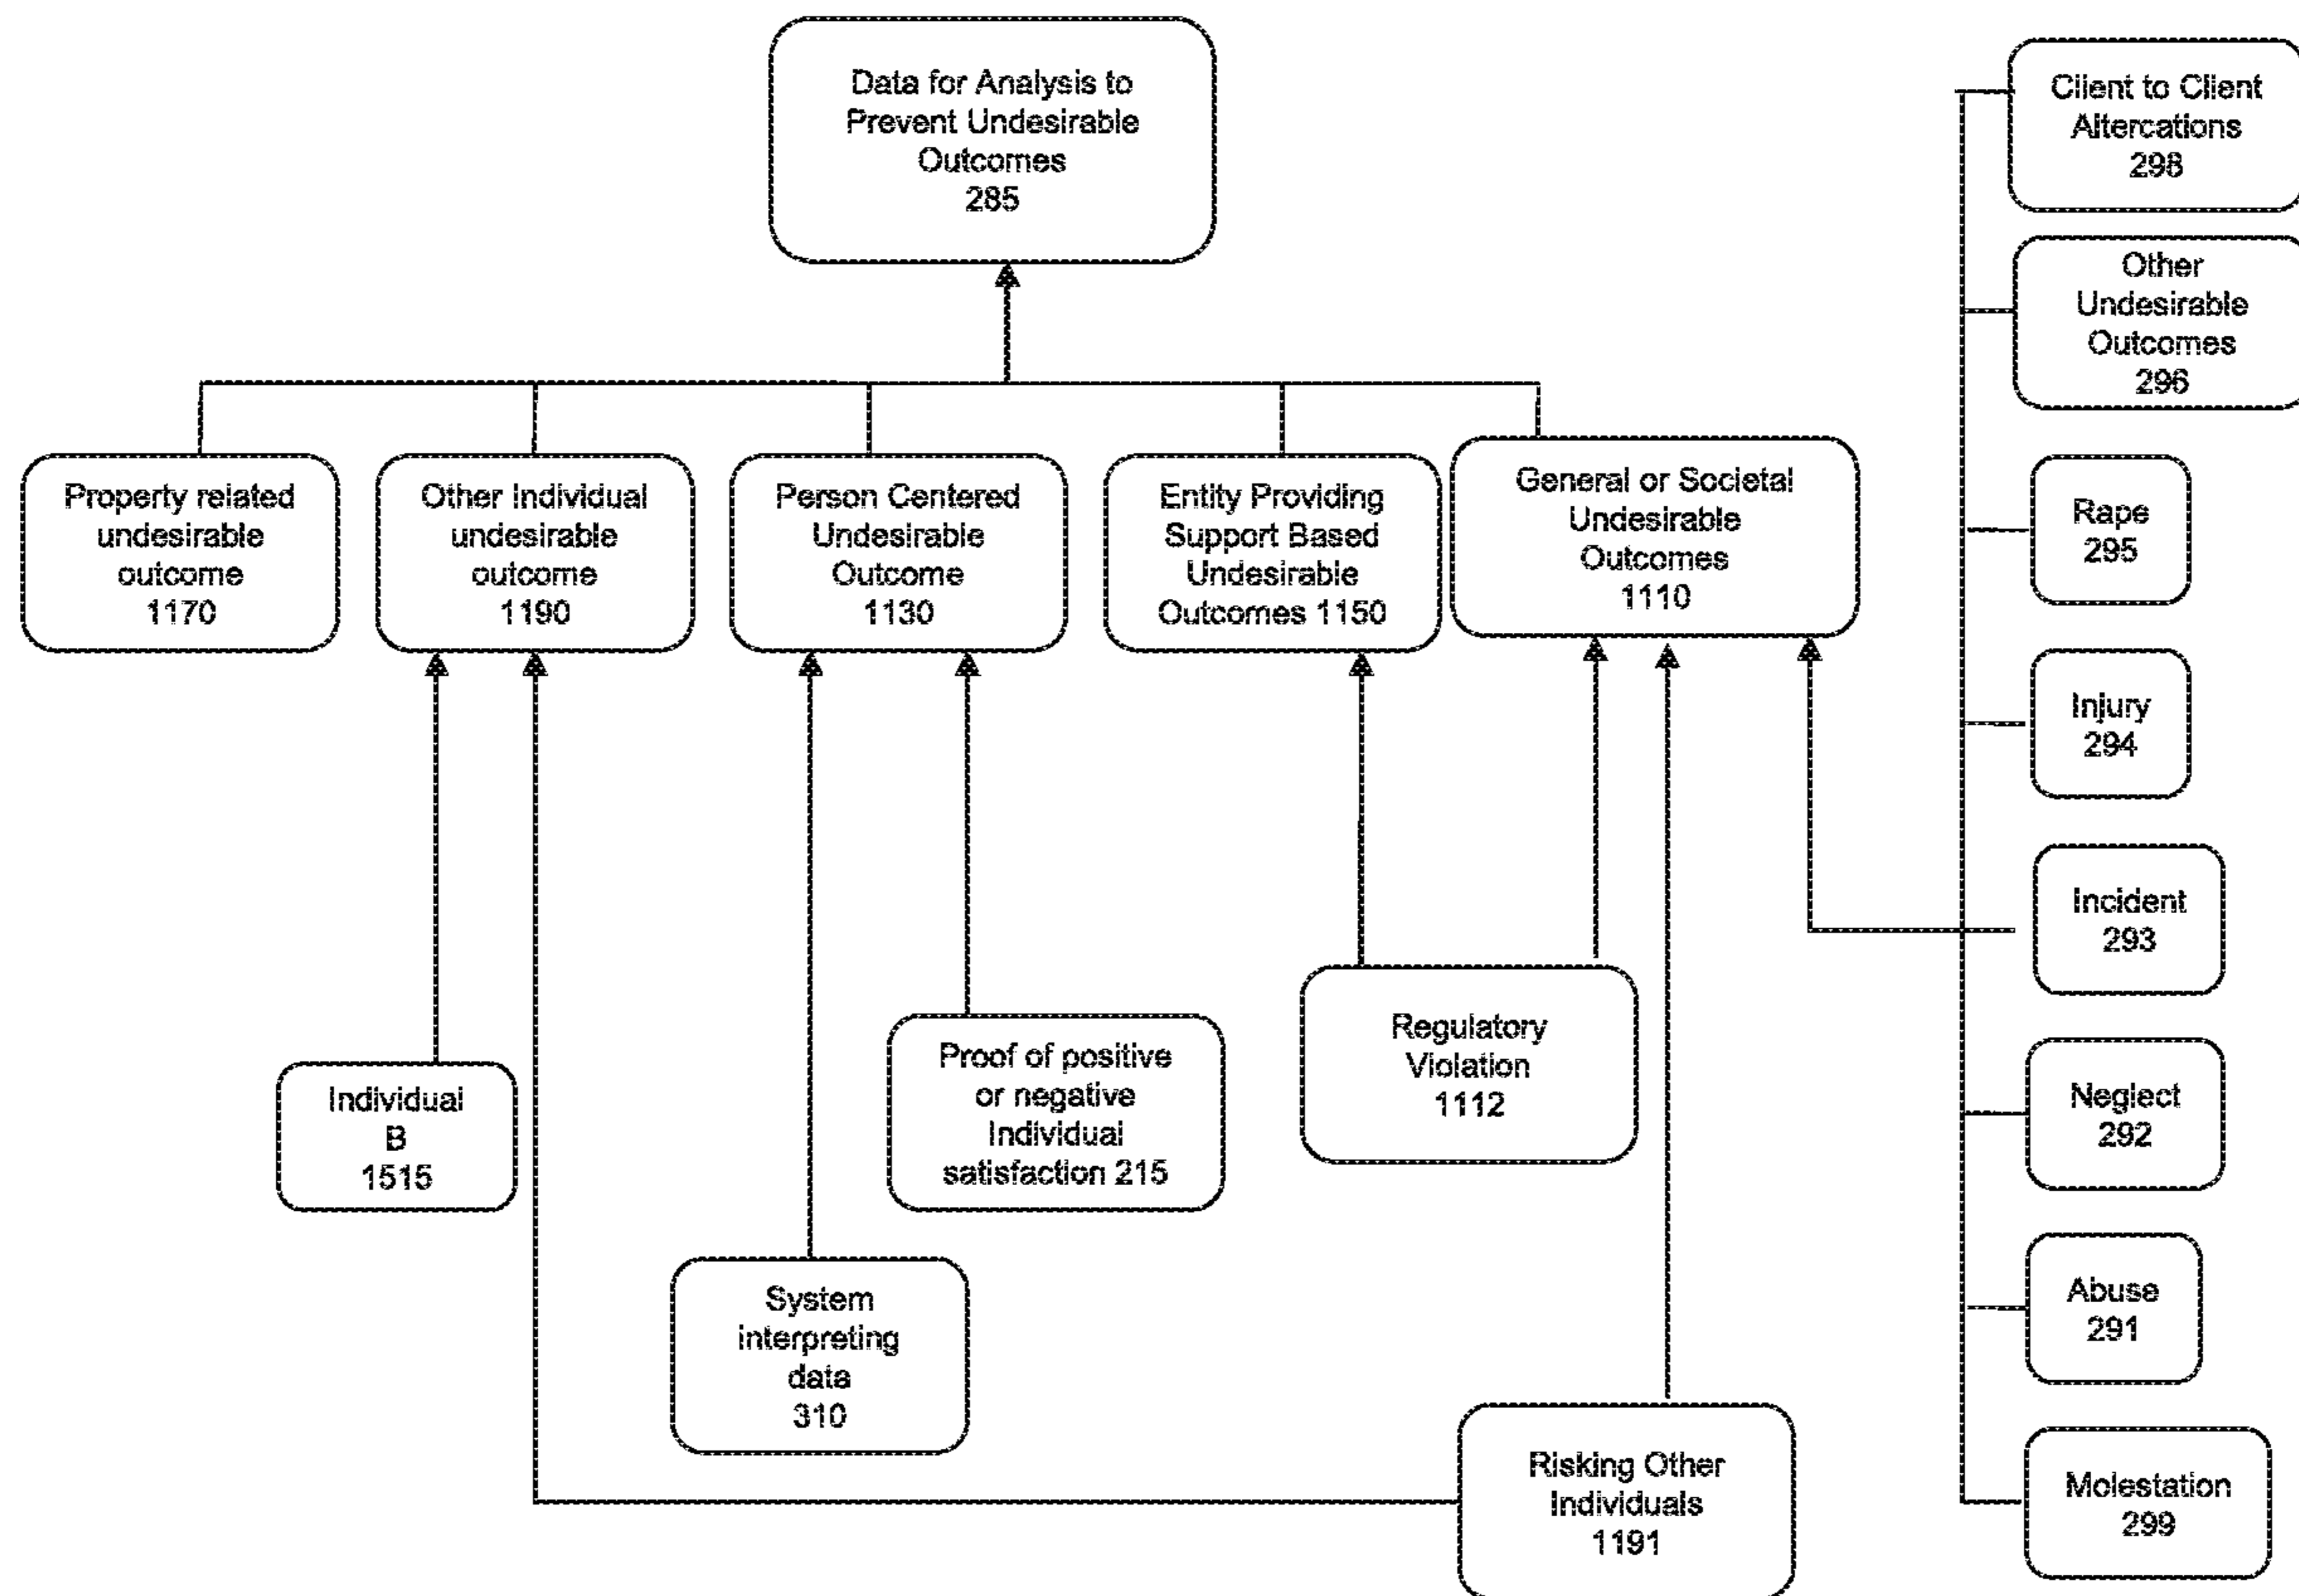 Data for Analysis to
Prevent Undesirable
Outcomes
285
Client to Client
Altercations
298
Other
Undesirable
Outcomes
296
Property related
undesirable
outcome
1170
Other Individual
undesirable
outcome
1190
Person Centered
Undesirable
Outcome
1130
Entity Providing
Support Based
Undesirable
Outcomes 1150
General or Societal
Undesirable
Outcomes
1110
Rape
295
Injury
294
Incident
293
Individual
B
1515
Proof of positive
or negative
Individual
satisfaction 215
Regulatory
Violation
1112
Neglect
292
System
interpreting
data
310
Abuse
291
Risking Other
Individuals
1191
Molestation
299